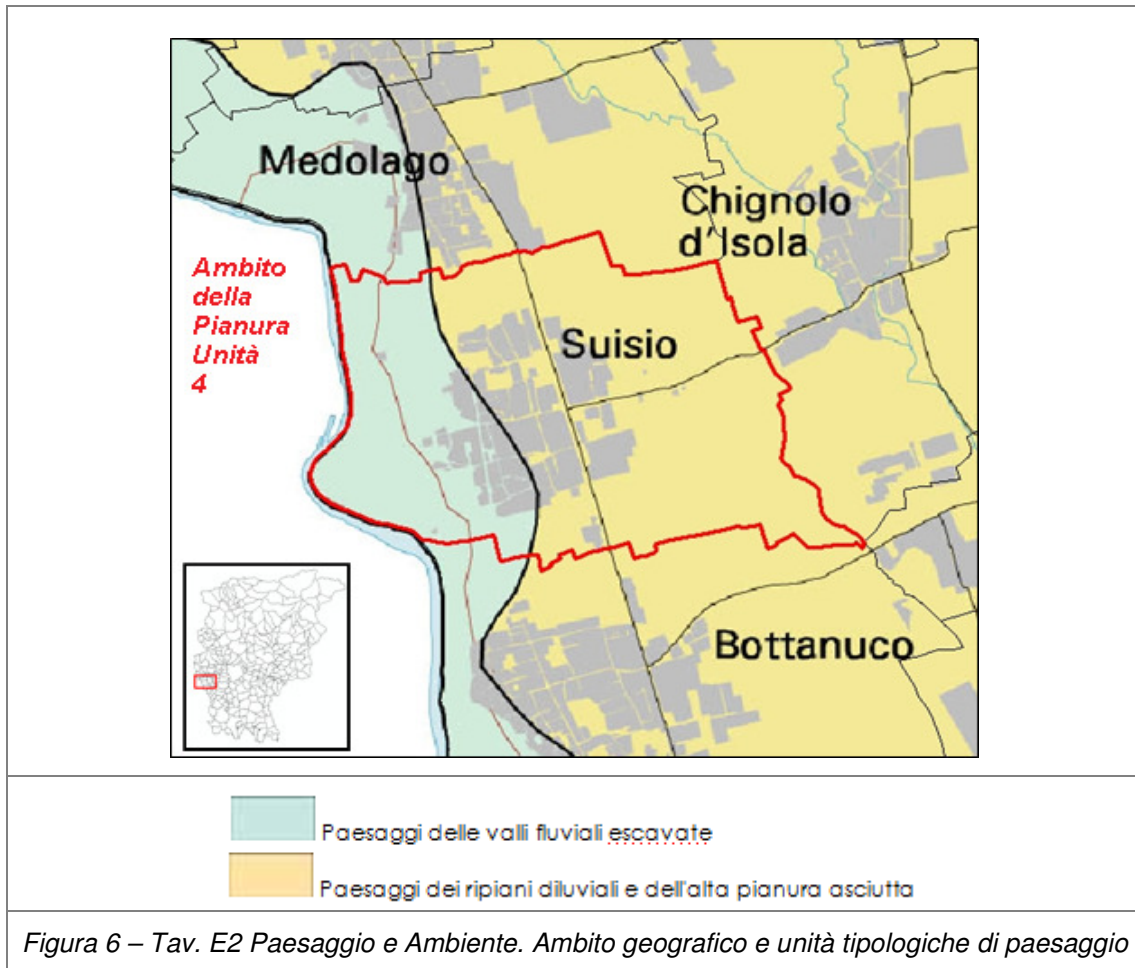 Medolago
Chignolo
d'Isola
Ambito
della
Pianura
Unità
4
Suisio
Bottanuco
Paesaggi delle valli fluviali escavate
Paesaggi dei ripiani diluviali e dell'alta pianura asciutta
Figura 6 – Tav. E2 Paesaggio e Ambiente. Ambito geografico e unità tipologiche di paesaggio